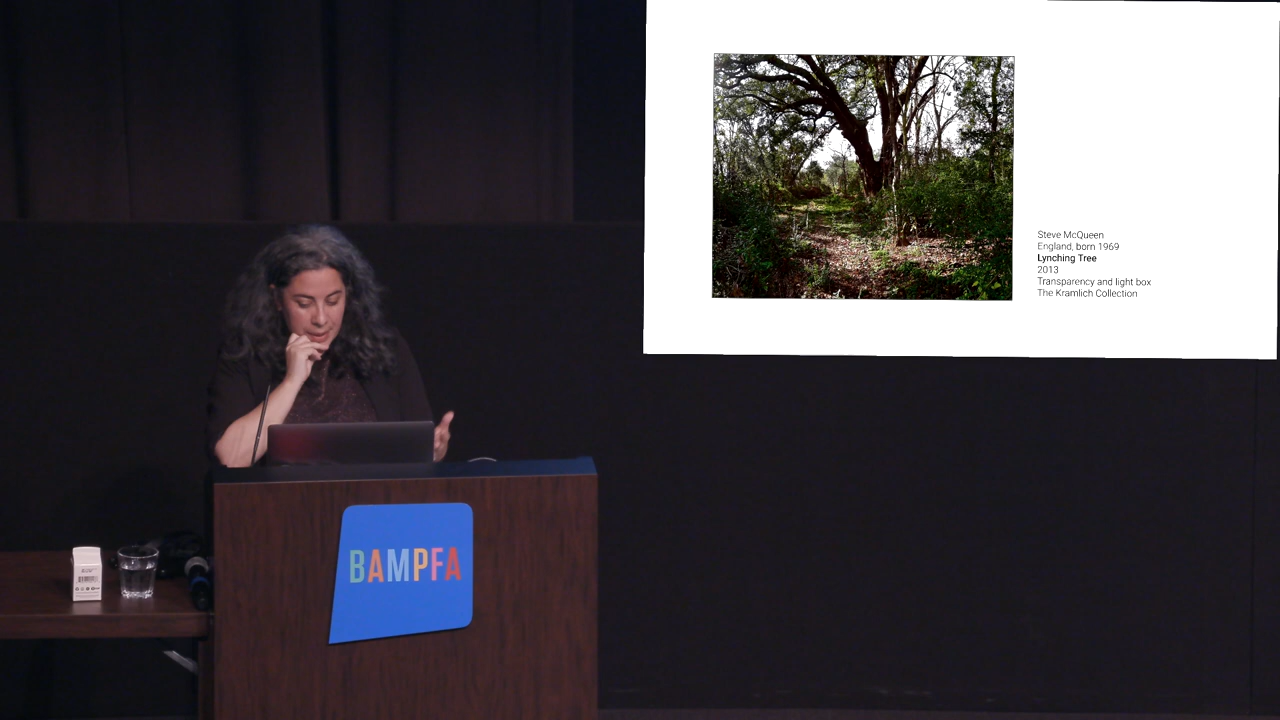 Steve McQueen
England, born 1969
Lynching Tree
2013
Transparency and light box
The Kramlich Collection
BAMPFA